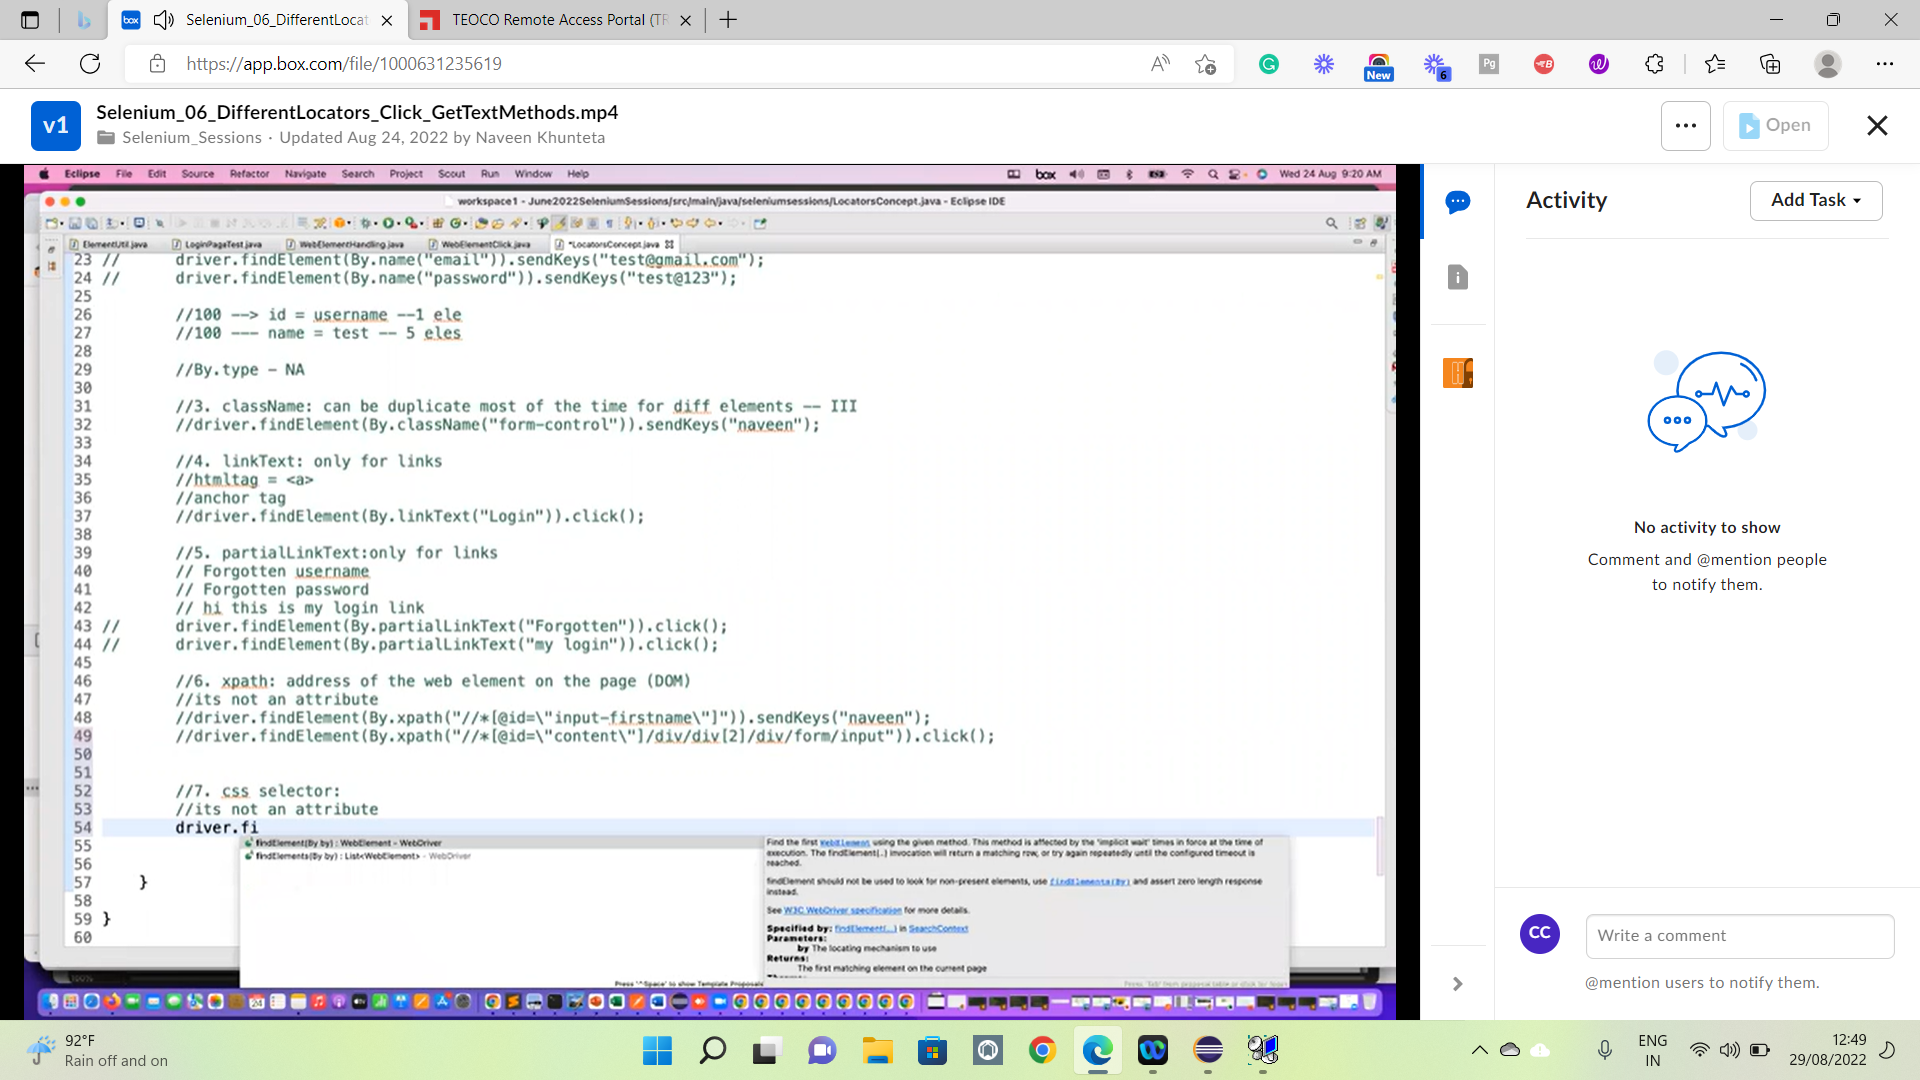 Selenium_06_DifferentLocat
TEOCO Remote Access Portal (TR
https://app.box.com/file/1000631235619
New
6
Pg
v1
Selenium_06_DifferentLocators_Click_GetTextMethods.mp4
Selenium_Sessions · Updated Aug 24, 2022 by Naveen Khunteta
Open
Eclipse File Edit Source Refactor Navigate Search Project Scout Run Window Help
box
Wed 24 Aug 9:20 AM
workspace1 - June2022SeleniumSessions/src/main/java/seleniumsessions/LocatorsConcept.java - Eclipse IDE
ElementUtil.java LoginPageTest.java WebElementHandling.java WebElementClick.java *LocatorsConcept.java
23 // driver.findElement(By.name("email")).sendKeys("test@gmail.com");
24 // driver.findElement(By.name("password")).sendKeys("test@123");
25
26 //100 --> id = username --1 ele
27 //100 --- name = test -- 5 eles
28
29 //By.type - NA
30
31 //3. className: can be duplicate most of the time for diff elements -- III
32 //driver.findElement(By.className("form-control")).sendKeys("naveen");
33
34 //4. linkText: only for links
35 //htmltag = <a>
36 //anchor tag
37 //driver.findElement(By.linkText("Login")).click();
38
39 //5. partialLinkText:only for links
40 // Forgotten username
41 // Forgotten password
42 // hi this is my login link
43 // driver.findElement(By.partialLinkText("Forgotten")).click();
44 // driver.findElement(By.partialLinkText("my login")).click();
45
46 //6. xpath: address of the web element on the page (DOM)
47 //its not an attribute
48 //driver.findElement(By.xpath("//*[@id=\"input-firstname\"]")).sendKeys("naveen");
49 //driver.findElement(By.xpath("//*[@id=\"content\"]/div/div[2]/div/form/input")).click();
50
51
52 //7. css selector:
53 //its not an attribute
54 driver.fi
55
56
57 }
58
59 }
60
findElement(By by) : WebElement - WebDriver
findElements(By by) : List<WebElement> - WebDriver
Press '^Space' to show Template Proposals
Find the first WebElement using the given method. This method is affected by the 'implicit wait' times in force at the time of
execution. The findElement(..) invocation will return a matching row, or try again repeatedly until the configured timeout is
reached.
findElement should not be used to look for non-present elements, use findElements(By) and assert zero length response
instead.
See W3C WebDriver specification for more details.
Specified by: findElement(...) in SearchContext
Parameters:
by The locating mechanism to use
Returns:
The first matching element on the current page
100%
Activity
Add Task
No activity to show
Comment and @mention people
to notify them.
CC
Write a comment
@mention users to notify them.
92°F
Rain off and on
ENG
IN
12:49
29/08/2022